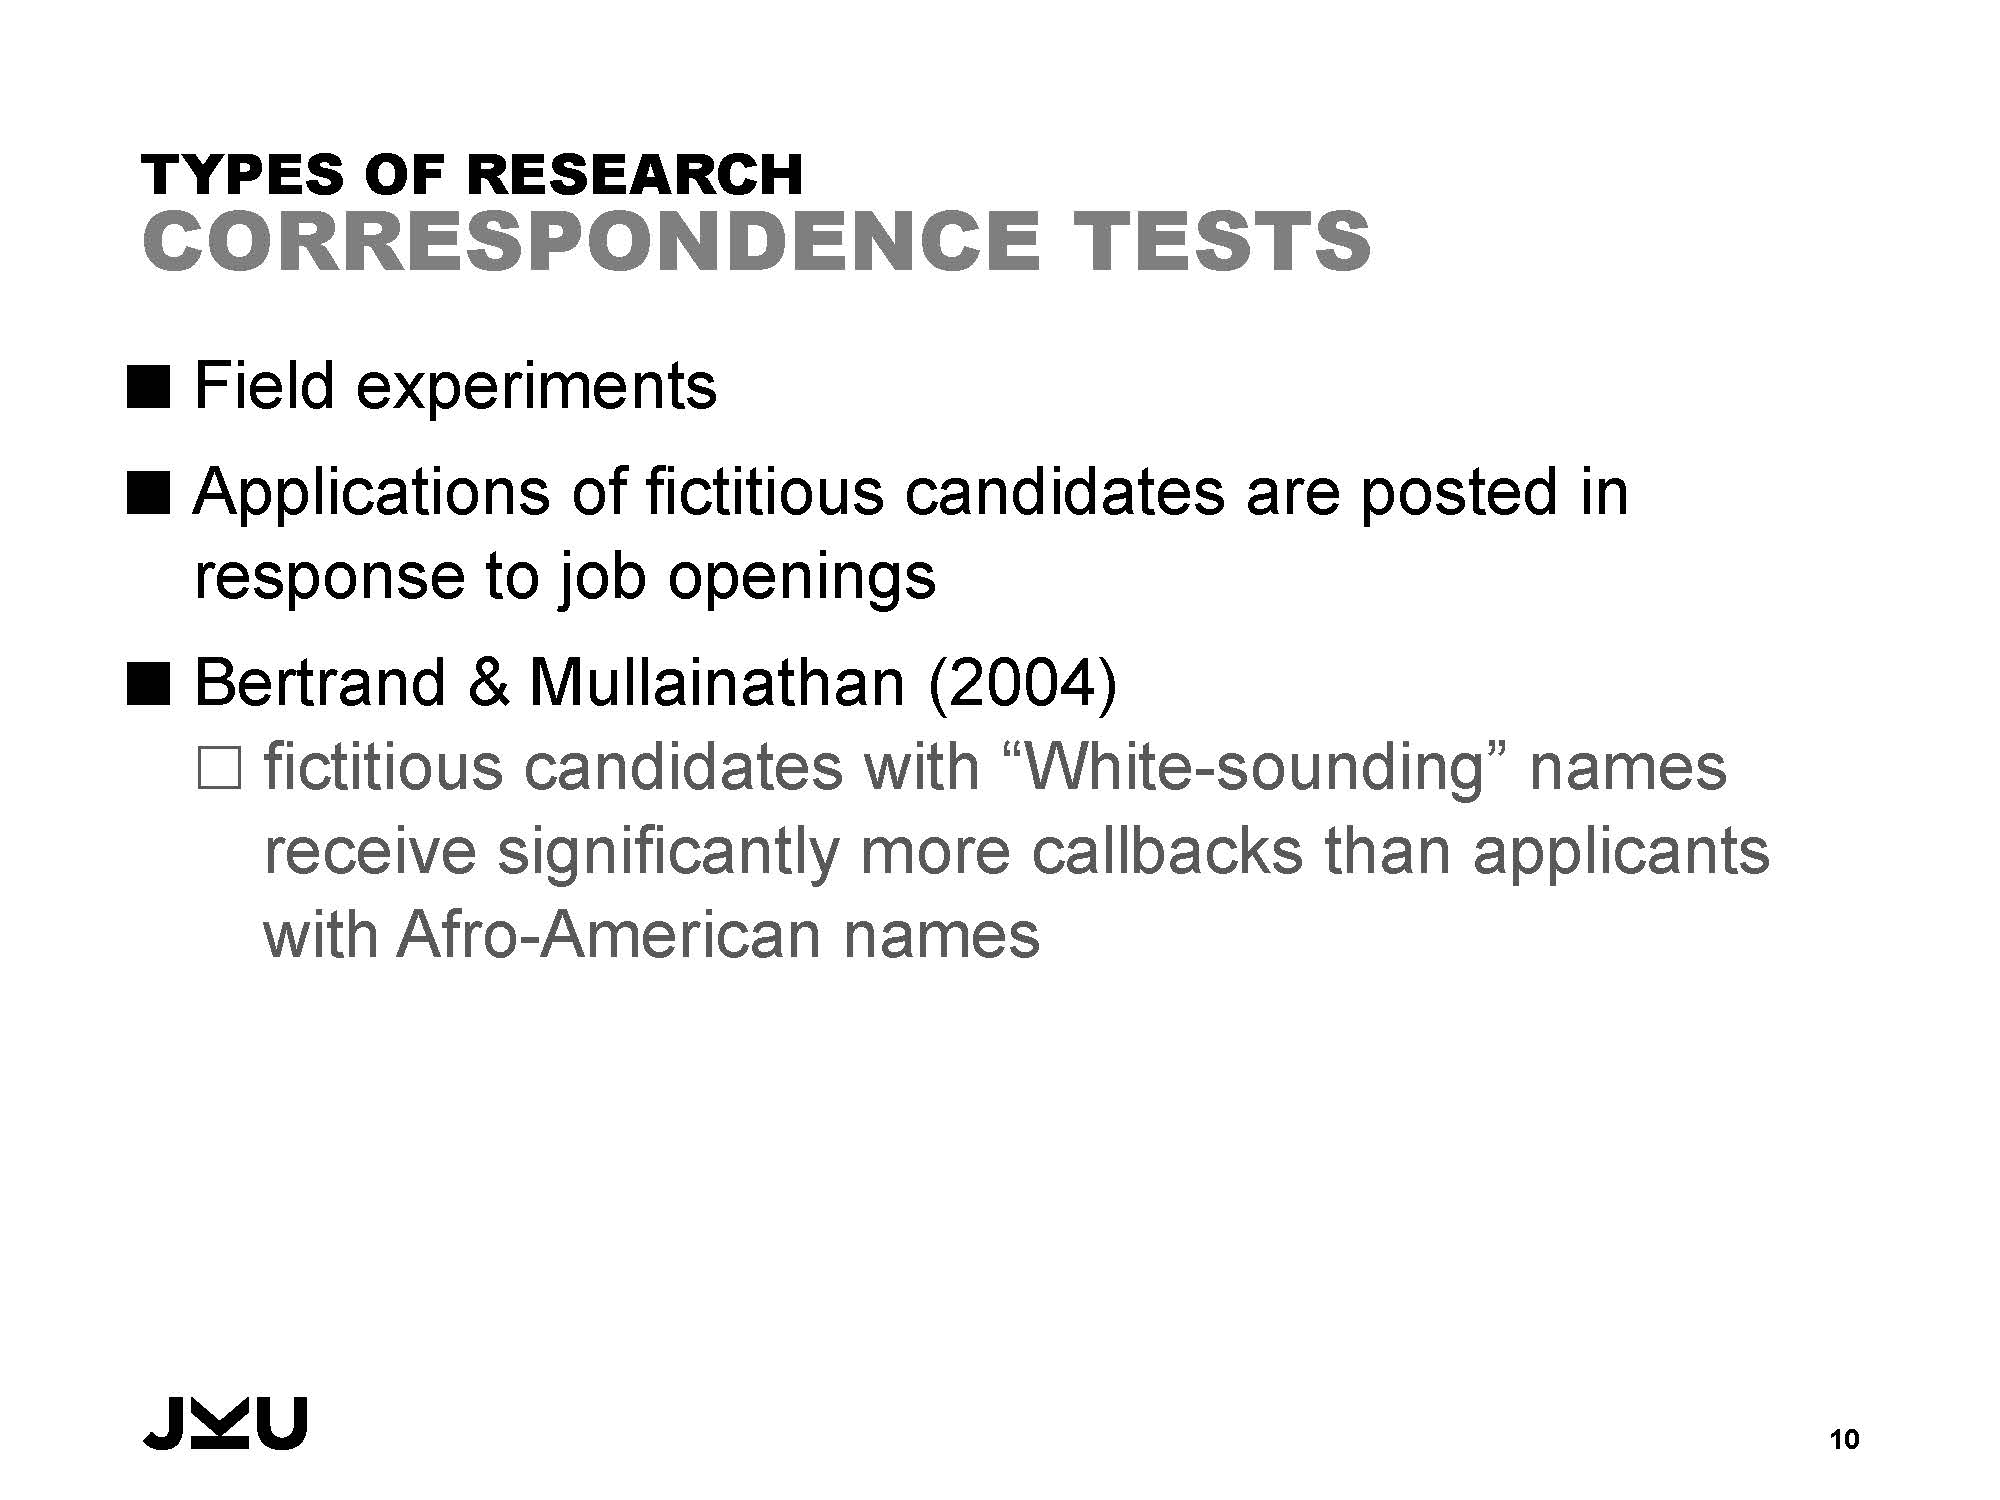 TYPES OF RESEARCH
CORRESPONDENCE TESTS
■ Field experiments
■ Applications of fictitious candidates are posted in
response to job openings
■ Bertrand & Mullainathan (2004)
□ fictitious candidates with “White-sounding” names
receive significantly more callbacks than applicants
with Afro-American names
JKU
10